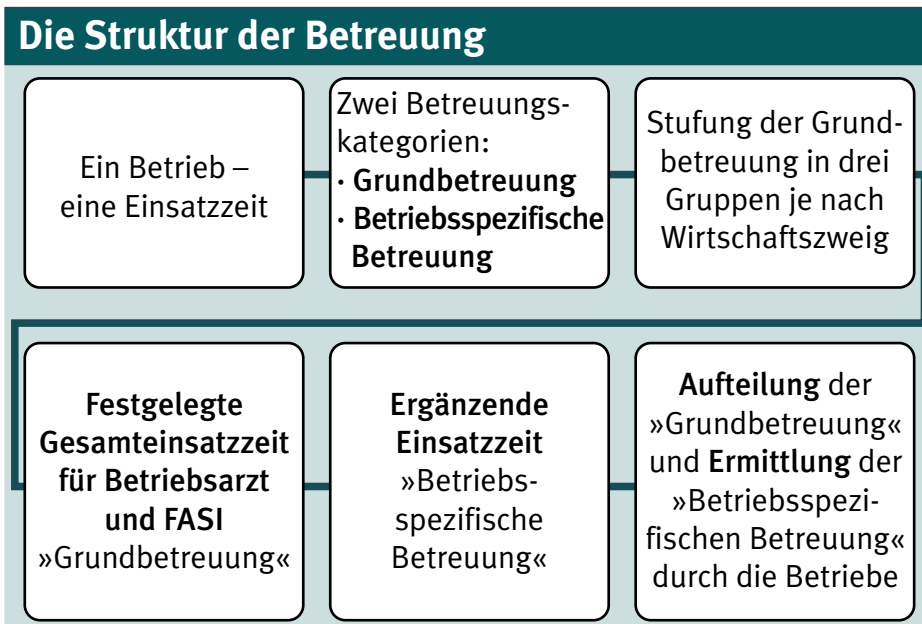 Die Struktur der Betreuung
Ein Betrieb –
eine Einsatzzeit
Zwei Betreuungs-
kategorien:
· Grundbetreuung
· Betriebsspezifische
Betreuung
Stufung der Grund-
betreuung in drei
Gruppen je nach
Wirtschaftszweig
Festgelegte
Gesamteinsatzzeit
für Betriebsarzt
und FASI
»Grundbetreuung«
Ergänzende
Einsatzzeit
»Betriebs-
spezifische
Betreuung«
Aufteilung der
»Grundbetreuung«
und Ermittlung der
»Betriebsspezi-
fischen Betreuung«
durch die Betriebe